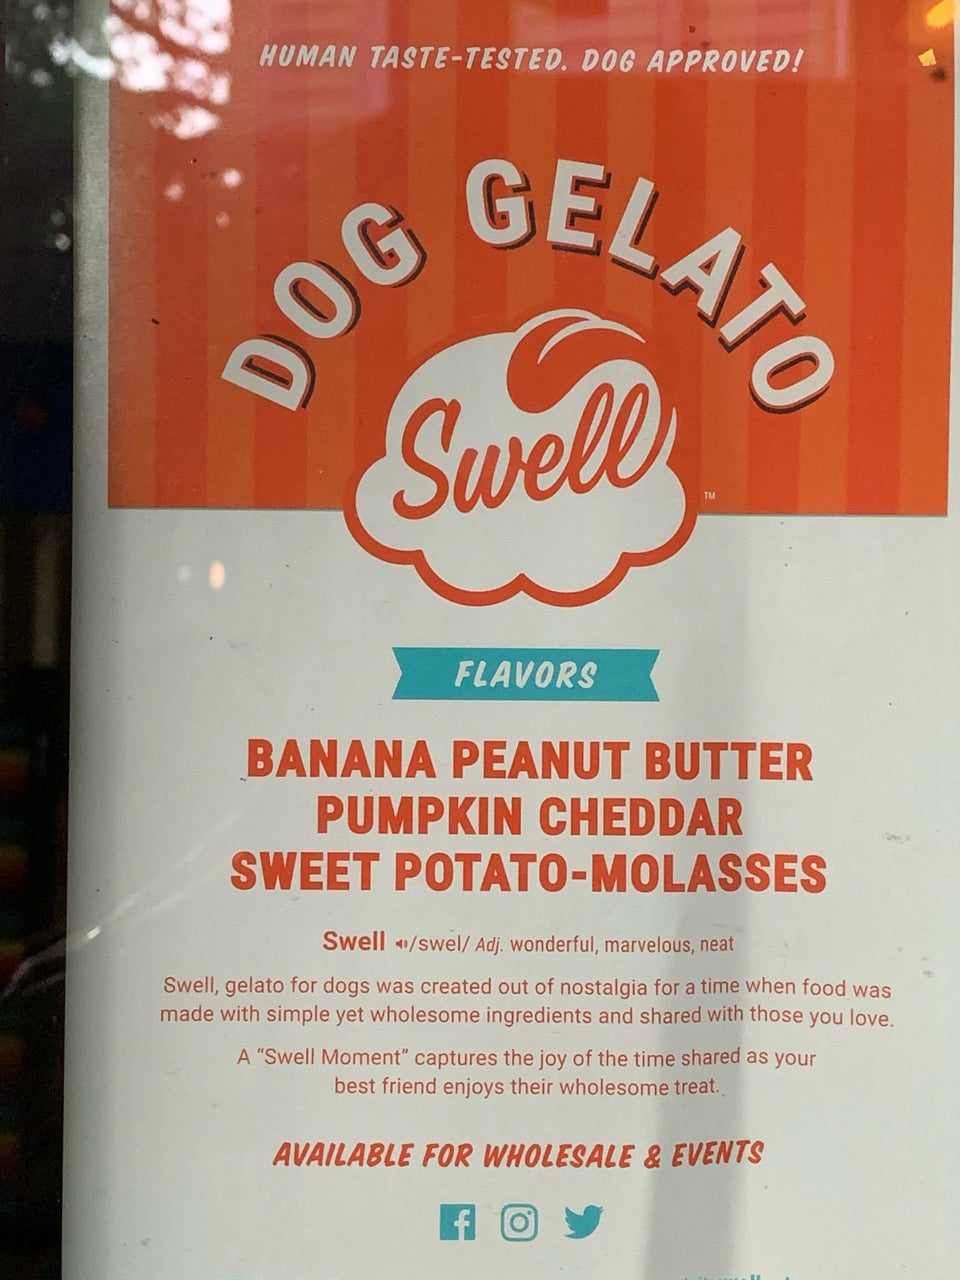 HUMAN TASTE-TESTED. DOG APPROVED!
DOG GELATO
Swell
TM
FLAVORS
BANANA PEANUT BUTTER
PUMPKIN CHEDDAR
SWEET POTATO-MOLASSES
Swell /swel/ Adj. wonderful, marvelous, neat
Swell, gelato for dogs was created out of nostalgia for a time when food was
made with simple yet wholesome ingredients and shared with those you love.
A “Swell Moment” captures the joy of the time shared as your
best friend enjoys their wholesome treat.
AVAILABLE FOR WHOLESALE & EVENTS